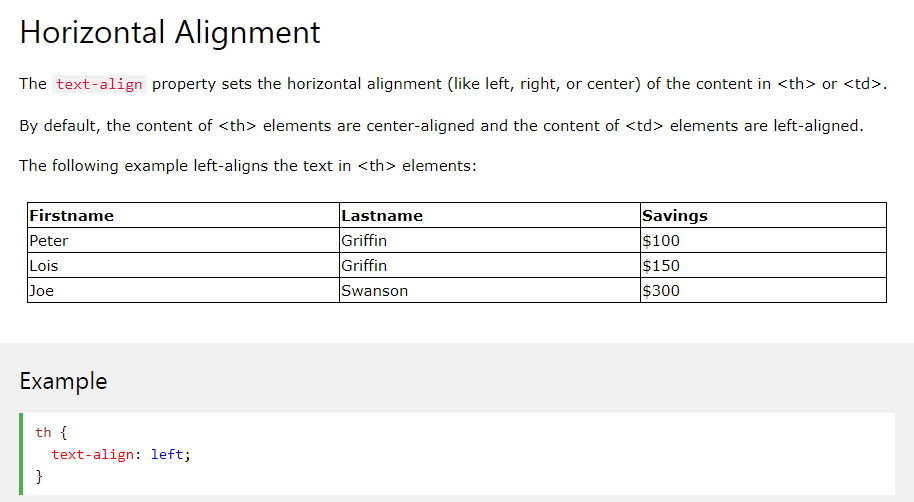 Horizontal Alignment
The text-align property sets the horizontal alignment (like left, right, or center) of the content in <th> or <td>.
By default, the content of <th> elements are center-aligned and the content of <td> elements are left-aligned.
The following example left-aligns the text in <th> elements:
Firstname Lastname Savings
Peter Griffin $100
Lois Griffin $150
Joe Swanson $300
Example
th {
  text-align: left;
}